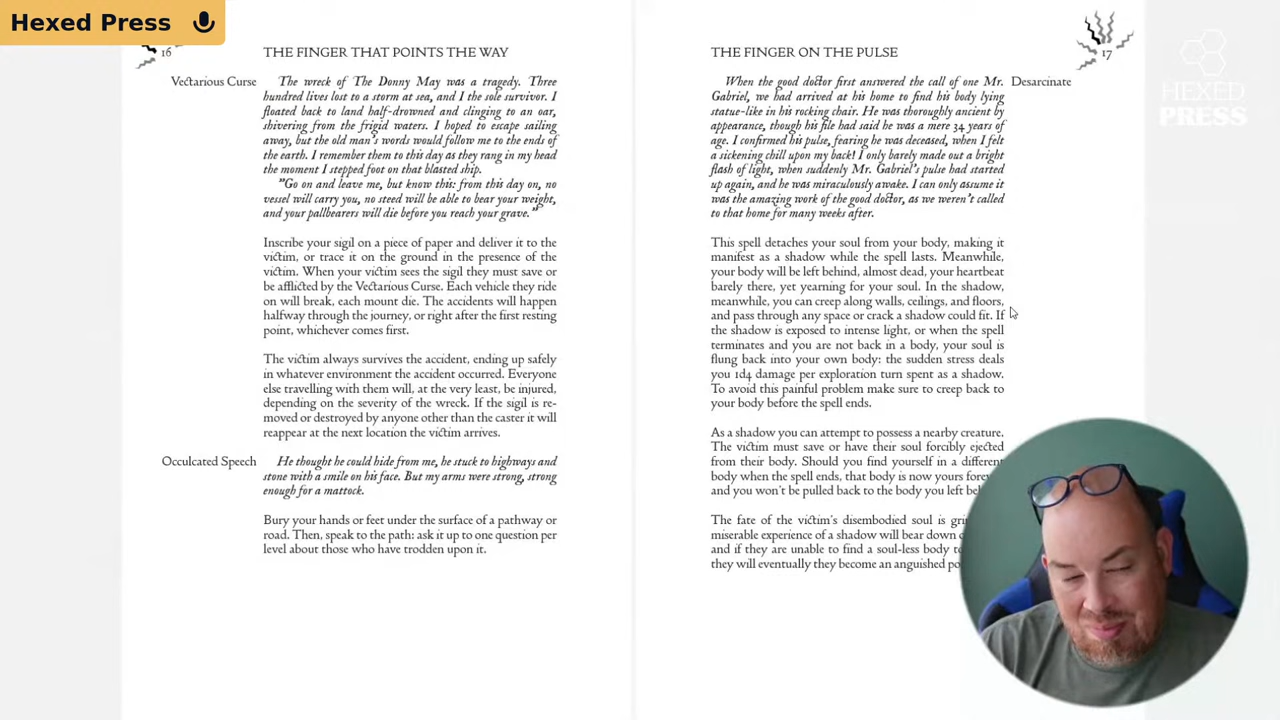 Hexed Press
16
THE FINGER THAT POINTS THE WAY
Vectarious Curse
The wreck of The Donny May was a tragedy. Three
hundred lives lost to a storm at sea, and I the sole survivor. I
floated back to land half-drowned and clinging to an oar,
shivering from the frigid waters. I hoped to escape sailing
away, but the old man's words would follow me to the ends of
the earth. I remember them to this day as they rang in my head
the moment I stepped foot on that blasted ship.
"Go on and leave me, but know this: from this day on, no
vessel will carry you, no steed will be able to bear your weight,
and your pallbearers will die before you reach your grave."
Inscribe your sigil on a piece of paper and deliver it to the
victim, or trace it on the ground in the presence of the
victim. When your victim sees the sigil they must save or
be afflicted by the Vectarious Curse. Each vehicle they ride
on will break, each mount die. The accidents will happen
halfway through the journey, or right after the first resting
point, whichever comes first.
The victim always survives the accident, ending up safely
in whatever environment the accident occurred. Everyone
else travelling with them will, at the very least, be injured,
depending on the severity of the wreck. If the sigil is re-
moved or destroyed by anyone other than the caster it will
reappear at the next location the victim arrives.
Occulcated Speech
He thought he could hide from me, he stuck to highways and
stone with a smile on his face. But my arms were strong, strong
enough for a mattock.
Bury your hands or feet under the surface of a pathway or
road. Then, speak to the path: ask it up to one question per
level about those who have trodden upon it.
THE FINGER ON THE PULSE
17
Desarcinate
When the good doctor first answered the call of one Mr.
Gabriel, we had arrived at his home to find his body lying
statue-like in his rocking chair. He was thoroughly ancient by
appearance, though his file had said he was a mere 34 years of
age. I confirmed his pulse, fearing he was deceased, when I felt
a sickening chill upon my back! I only barely made out a bright
flash of light, when suddenly Mr. Gabriel's pulse had started
up again, and he was miraculously awake. I can only assume it
was the amazing work of the good doctor, as we weren't called
to that home for many weeks after.
This spell detaches your soul from your body, making it
manifest as a shadow while the spell lasts. Meanwhile,
your body will be left behind, almost dead, your heartbeat
barely there, yet yearning for your soul. In the shadow,
meanwhile, you can creep along walls, ceilings, and floors,
and pass through any space or crack a shadow could fit. If
the shadow is exposed to intense light, or when the spell
terminates and you are not back in a body, your soul is
flung back into your own body: the sudden stress deals
you 1d4 damage per exploration turn spent as a shadow.
To avoid this painful problem make sure to creep back to
your body before the spell ends.
As a shadow you can attempt to possess a nearby creature.
The victim must save or have their soul forcibly ejected
from their body. Should you find yourself in a different
body when the spell ends, that body is now yours
and you won't be pulled back to the body you left
The fate of the victim's disembodied soul is
miserable experience of a shadow will bear down
and if they are unable to find a soul-less body
they will eventually they become an anguished
HEXED
PRESS